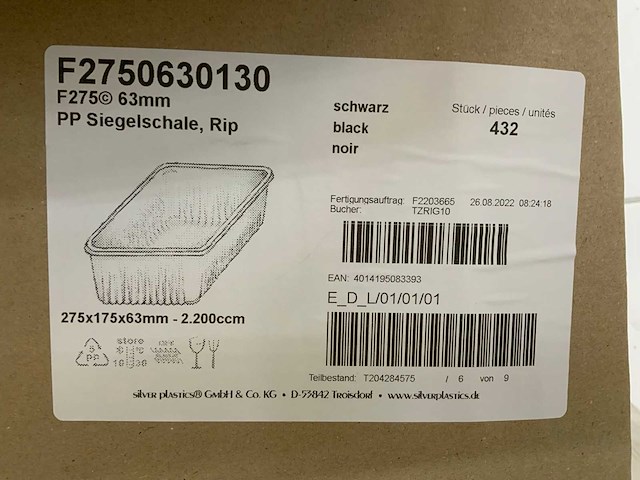 F2750630130
F275© 63mm
PP Siegelschale, Rip
schwarz
black
noir
Stück / pieces / unités
432
Fertigungsauftrag: F2203665 26.08.2022 08:24:18
Bucher: TZRIG10
EAN: 4014195083393
E_D_L/01/01/01
275x175x63mm - 2.200ccm
5
PP
store
Teilbestand: T204284575 / 6 von 9
silver plastics® GmbH & Co. KG • D-53842 Troisdorf • www.silverplastics.de